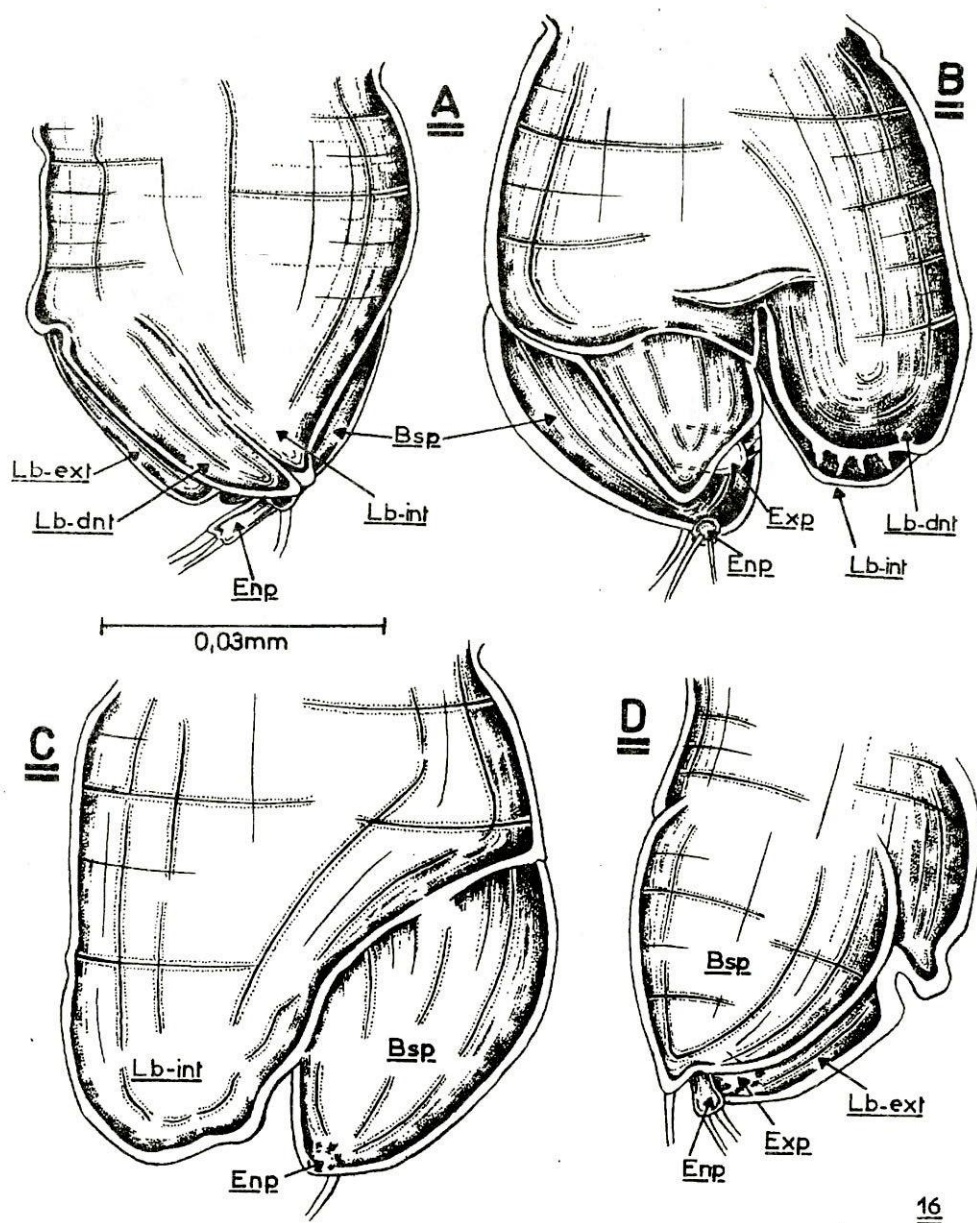 A
B
Bsp
Lb-ext
Lb-dnt
Lb-int
Enp
Exp
Enp
Lb-dnt
Lb-int
0,03mm
C
D
Lb-int
Bsp
Enp
Bsp
Lb-ext
Exp
Enp
16